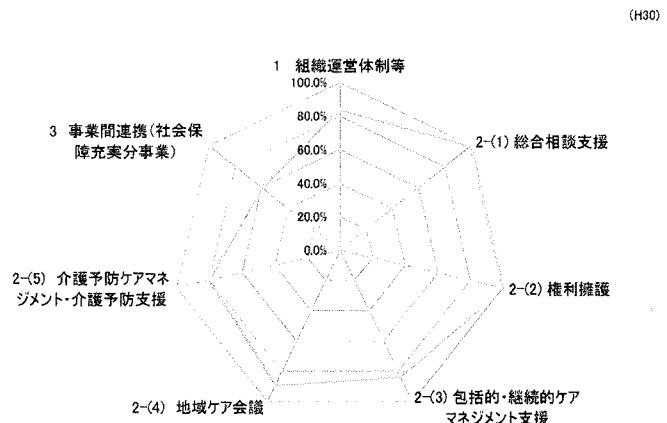 (H30)
1 組織運営体制等
100.0%
80.0%
60.0%
40.0%
20.0%
0.0%
2-(1) 総合相談支援
2-(2) 権利擁護
2-(3) 包括的・継続的ケア
マネジメント支援
2-(4) 地域ケア会議
2-(5) 介護予防ケアマネ
ジメント・介護予防支援
3 事業間連携(社会保
障充実分事業)